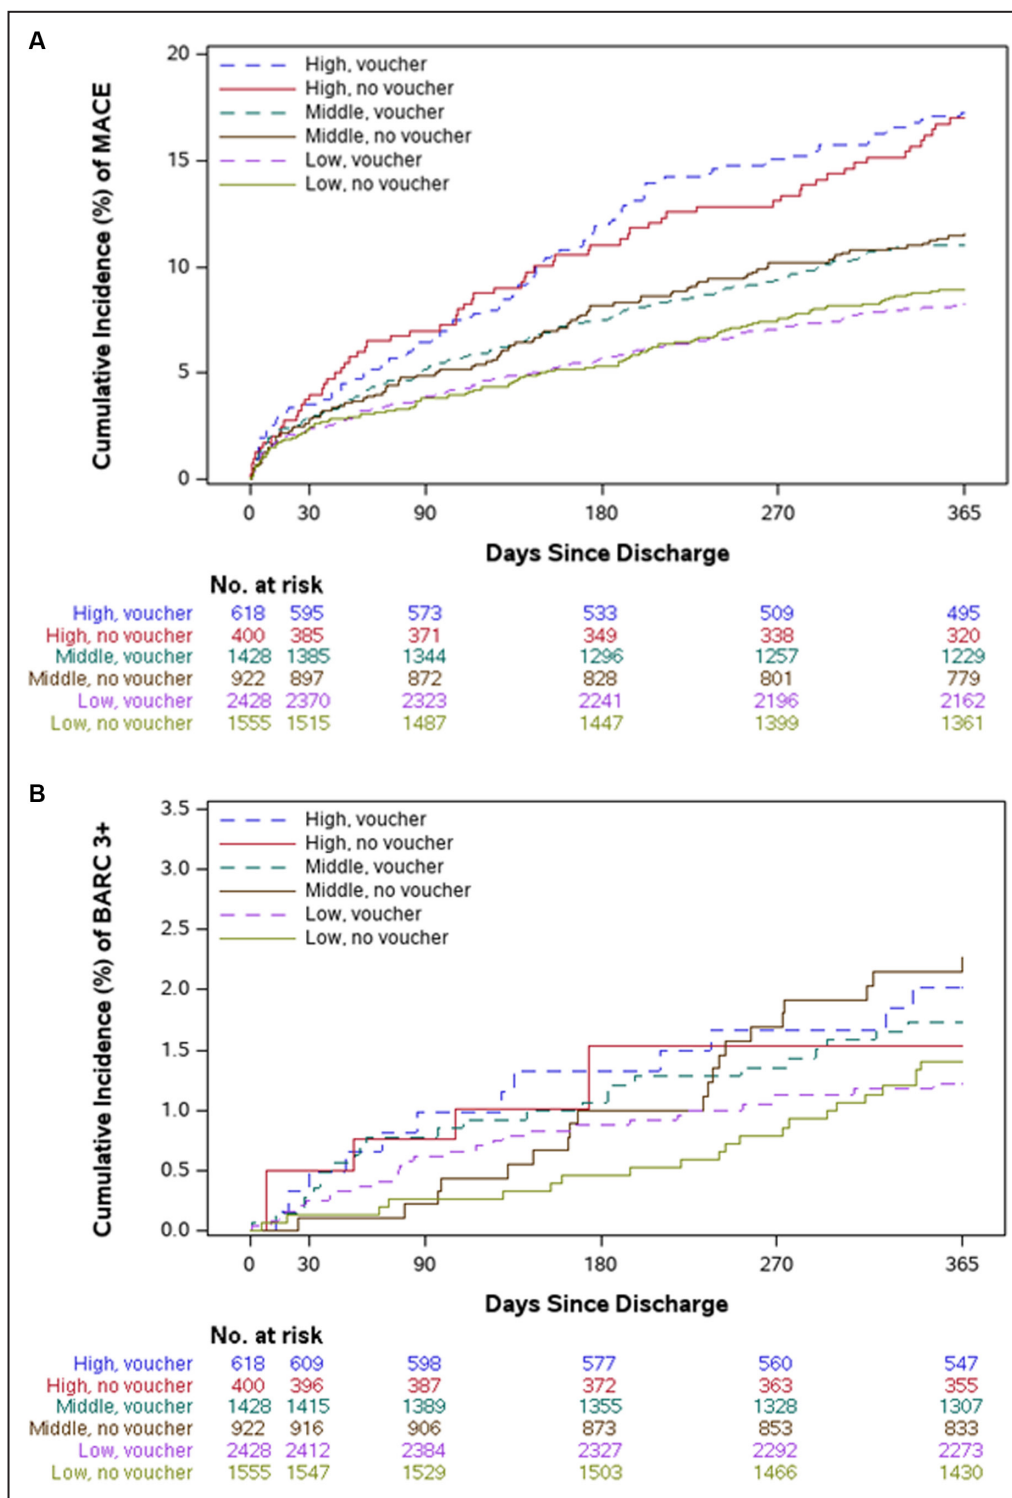 A
Cumulative Incidence (%) of MACE
20
15
10
5
0
High, voucher
High, no voucher
Middle, voucher
Middle, no voucher
Low, voucher
Low, no voucher
0 30 90 180 270 365
Days Since Discharge
No. at risk
High, voucher 618 595 573 533 509 495
High, no voucher 400 385 371 349 338 320
Middle, voucher 1428 1385 1344 1296 1257 1229
Middle, no voucher 922 897 872 828 801 779
Low, voucher 2428 2370 2323 2241 2196 2162
Low, no voucher 1555 1515 1487 1447 1399 1361
B
Cumulative Incidence (%) of BARC 3+
3.5
3.0
2.5
2.0
1.5
1.0
0.5
0.0
High, voucher
High, no voucher
Middle, voucher
Middle, no voucher
Low, voucher
Low, no voucher
0 30 90 180 270 365
Days Since Discharge
No. at risk
High, voucher 618 609 598 577 560 547
High, no voucher 400 396 387 372 363 355
Middle, voucher 1428 1415 1389 1355 1328 1307
Middle, no voucher 922 916 906 873 853 833
Low, voucher 2428 2412 2384 2327 2292 2273
Low, no voucher 1555 1547 1529 1503 1466 1430